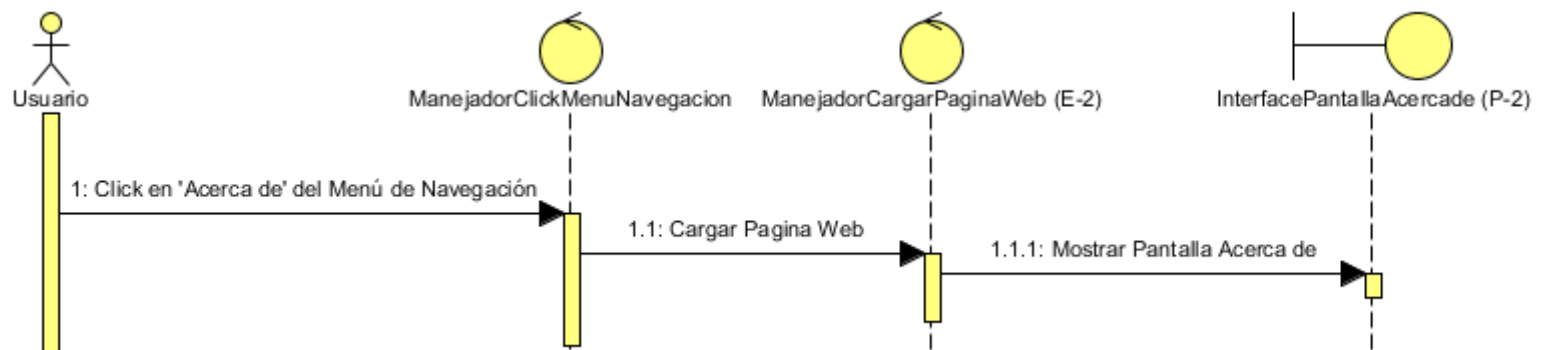 Usuario
ManejadorClickMenuNavegacion
ManejadorCargarPaginaWeb (E-2)
InterfacePantallaAcercade (P-2)
1: Click en 'Acerca de' del Menú de Navegación
1.1: Cargar Pagina Web
1.1.1: Mostrar Pantalla Acerca de